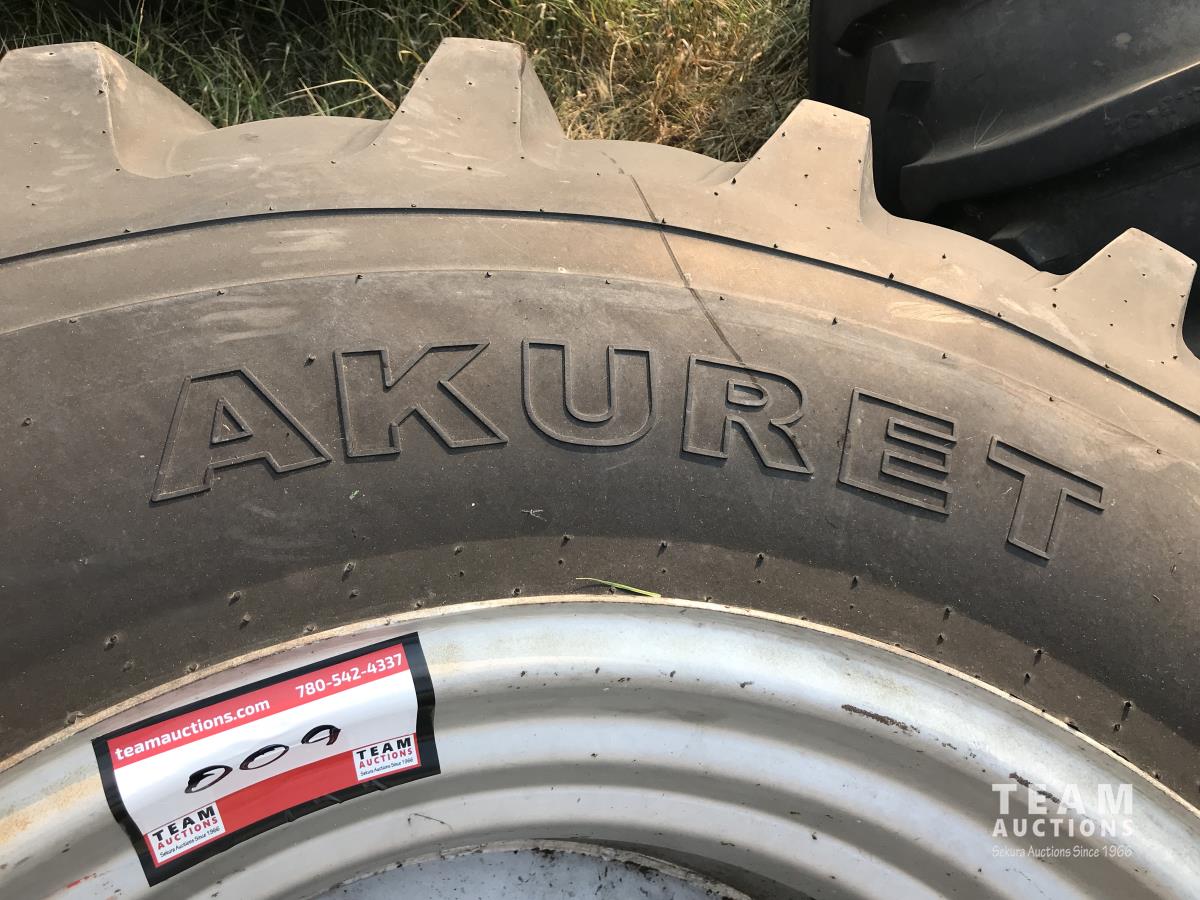 AKURET
teamauctions.com 780-542-4337
009
TEAM
AUCTIONS
Sekura Auctions Since 1966
TEAM
AUCTIONS
Sekura Auctions Since 1966
TEAM
AUCTIONS
Sekura Auctions Since 1966